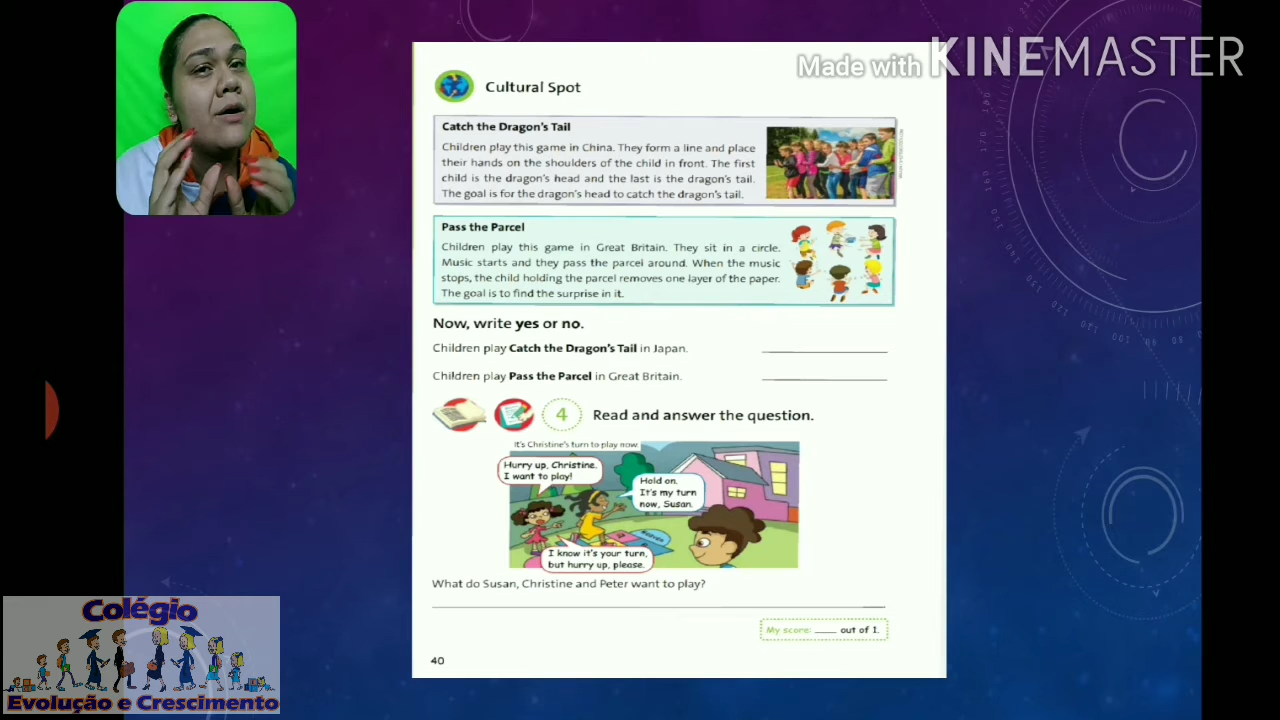 Made with KINEMASTER
Cultural Spot
Catch the Dragon's Tail
Children play this game in China. They form a line and place
their hands on the shoulders of the child in front. The first
child is the dragon's head and the last is the dragon's tail.
The goal is for the dragon's head to catch the dragon's tail.
Pass the Parcel
Children play this game in Great Britain. They sit in a circle.
Music starts and they pass the parcel around. When the music
stops, the child holding the parcel removes one layer of the paper.
The goal is to find the surprise in it.
Now, write yes or no.
Children play Catch the Dragon's Tail in Japan.
Children play Pass the Parcel in Great Britain.
4 Read and answer the question.
It's Christine's turn to play now.
Hurry up, Christine.
I want to play!
Hold on.
It's my turn
now, Susan.
I know it's your turn,
but hurry up, please.
What do Susan, Christine and Peter want to play?
My score: ____ out of 1.
40
Colégio
Evolução e Crescimento